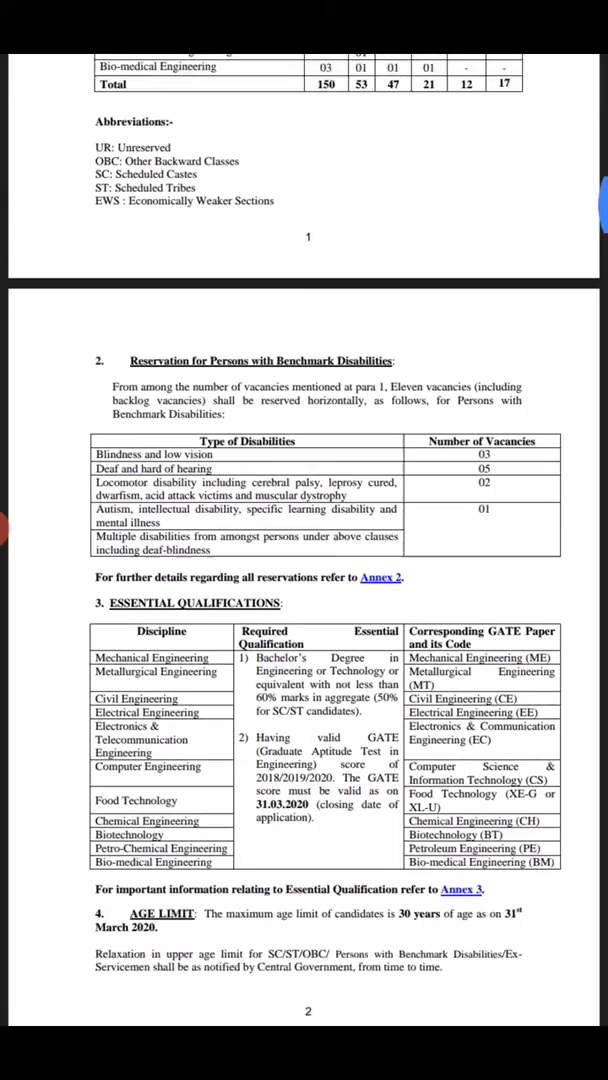 01
Bio-medical Engineering 03 01 01 01 - -
Total 150 53 47 21 12 17
Abbreviations:-
UR: Unreserved
OBC: Other Backward Classes
SC: Scheduled Castes
ST: Scheduled Tribes
EWS : Economically Weaker Sections
1
2. Reservation for Persons with Benchmark Disabilities:
From among the number of vacancies mentioned at para 1, Eleven vacancies (including
backlog vacancies) shall be reserved horizontally, as follows, for Persons with
Benchmark Disabilities:
Type of Disabilities Number of Vacancies
Blindness and low vision 03
Deaf and hard of hearing 05
Locomotor disability including cerebral palsy, leprosy cured, 02
dwarfism, acid attack victims and muscular dystrophy
Autism, intellectual disability, specific learning disability and 01
mental illness
Multiple disabilities from amongst persons under above clauses
including deaf-blindness
For further details regarding all reservations refer to Annex 2.
3. ESSENTIAL QUALIFICATIONS:
Discipline
Required Essential
Qualification
Corresponding GATE Paper
and its Code
Mechanical Engineering
Metallurgical Engineering
Civil Engineering
Electrical Engineering
Electronics &
Telecommunication
Engineering
Computer Engineering
Food Technology
Chemical Engineering
Biotechnology
Petro-Chemical Engineering
Bio-medical Engineering
1) Bachelor's Degree in
Engineering or Technology or
equivalent with not less than
60% marks in aggregate (50%
for SC/ST candidates).
2) Having valid GATE
(Graduate Aptitude Test in
Engineering) score of
2018/2019/2020. The GATE
score must be valid as on
31.03.2020 (closing date of
application).
Mechanical Engineering (ME)
Metallurgical Engineering
(MT)
Civil Engineering (CE)
Electrical Engineering (EE)
Electronics & Communication
Engineering (EC)
Computer Science &
Information Technology (CS)
Food Technology (XE-G or
XL-U)
Chemical Engineering (CH)
Biotechnology (BT)
Petroleum Engineering (PE)
Bio-medical Engineering (BM)
For important information relating to Essential Qualification refer to Annex 3.
4. AGE LIMIT: The maximum age limit of candidates is 30 years of age as on 31st
March 2020.
Relaxation in upper age limit for SC/ST/OBC/ Persons with Benchmark Disabilities/Ex-
Servicemen shall be as notified by Central Government, from time to time.
2